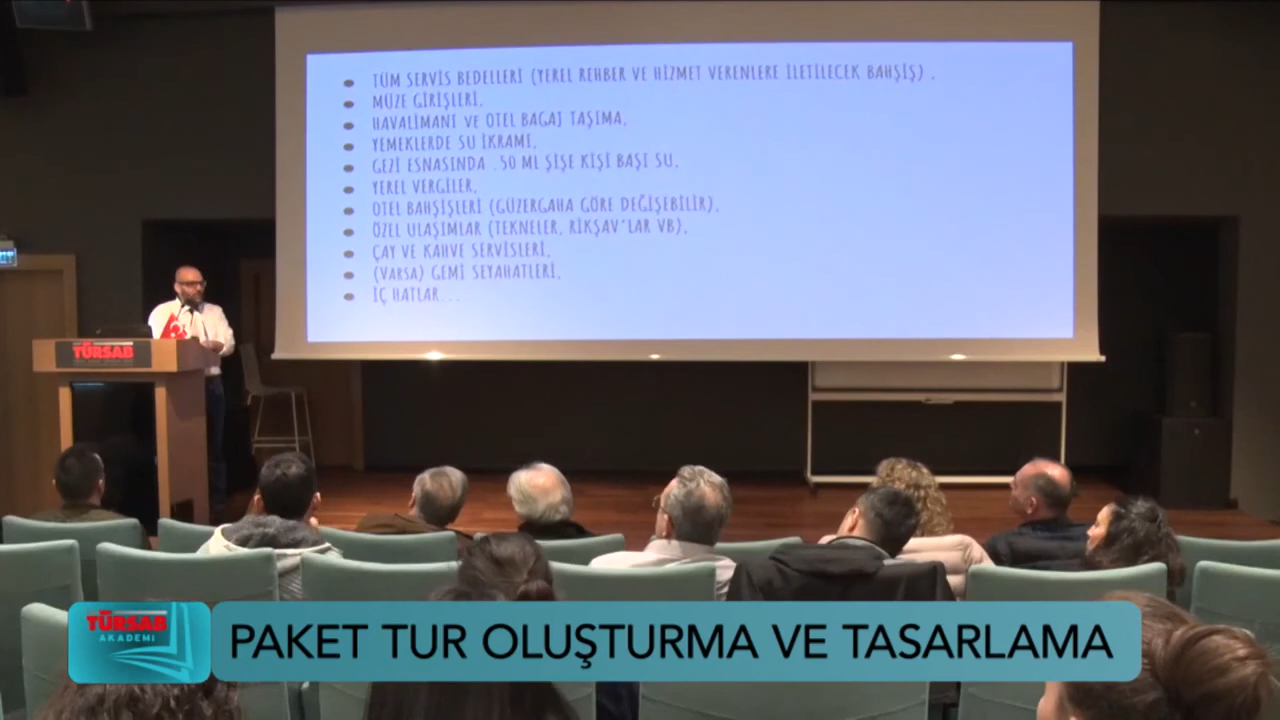 TÜM SERVİS BEDELLERİ (YEREL REHBER VE HİZMET VERENLERE İLETİLECEK BAHŞİŞ) ,
MÜZE GİRİŞLERİ,
HAVALİMANI VE OTEL BAGAJ TAŞIMA,
YEMEKLERDE SU İKRAMI,
GEZİ ESNASINDA .50 ML ŞİŞE KİŞİ BAŞI SU,
YEREL VERGİLER,
OTEL BAHŞİŞLERİ (GÜZERGAHA GÖRE DEĞİŞEBİLİR),
ÖZEL ULAŞIMLAR (TEKNELER, RİKŞAV'LAR VB),
ÇAY VE KAHVE SERVİSLERİ,
(VARSA) GEMİ SEYAHATLERİ,
İÇ HATLAR...
TÜRSAB
TÜRSAB
AKADEMİ
PAKET TUR OLUŞTURMA VE TASARLAMA